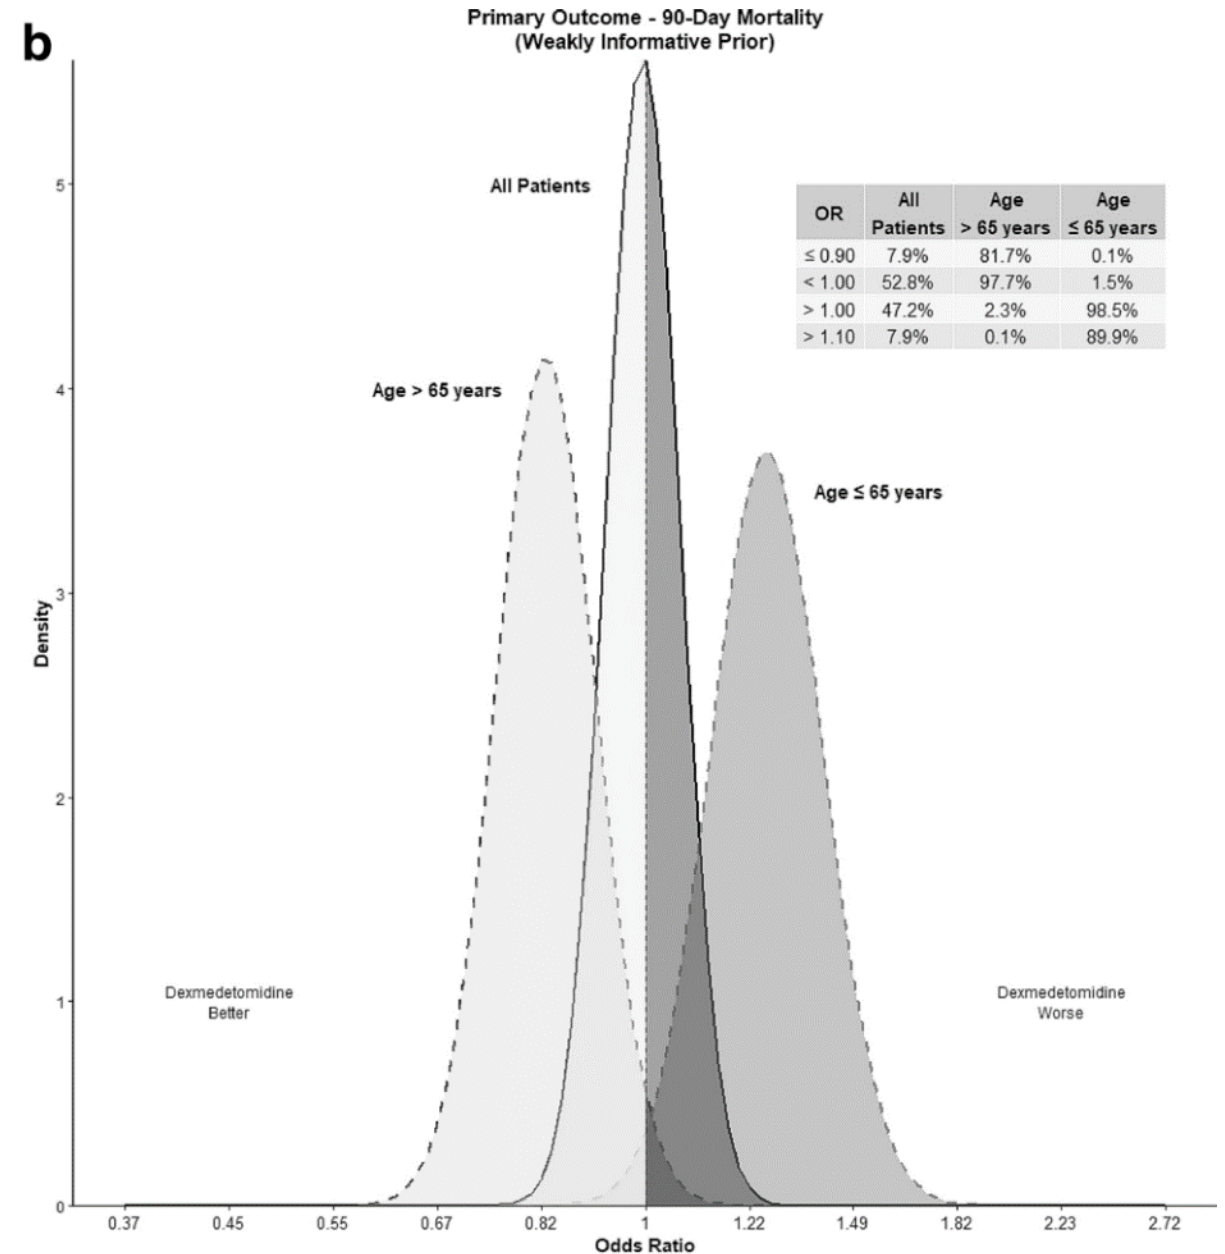 b
Primary Outcome - 90-Day Mortality
(Weakly Informative Prior)
All Patients
Age > 65 years
Age ≤ 65 years
OR All Patients Age > 65 years Age ≤ 65 years
≤ 0.90 7.9% 81.7% 0.1%
< 1.00 52.8% 97.7% 1.5%
> 1.00 47.2% 2.3% 98.5%
> 1.10 7.9% 0.1% 89.9%
Dexmedetomidine
Better
Dexmedetomidine
Worse
Density
5
4
3
2
1
0
0.37 0.45 0.55 0.67 0.82 1 1.22 1.49 1.82 2.23 2.72
Odds Ratio